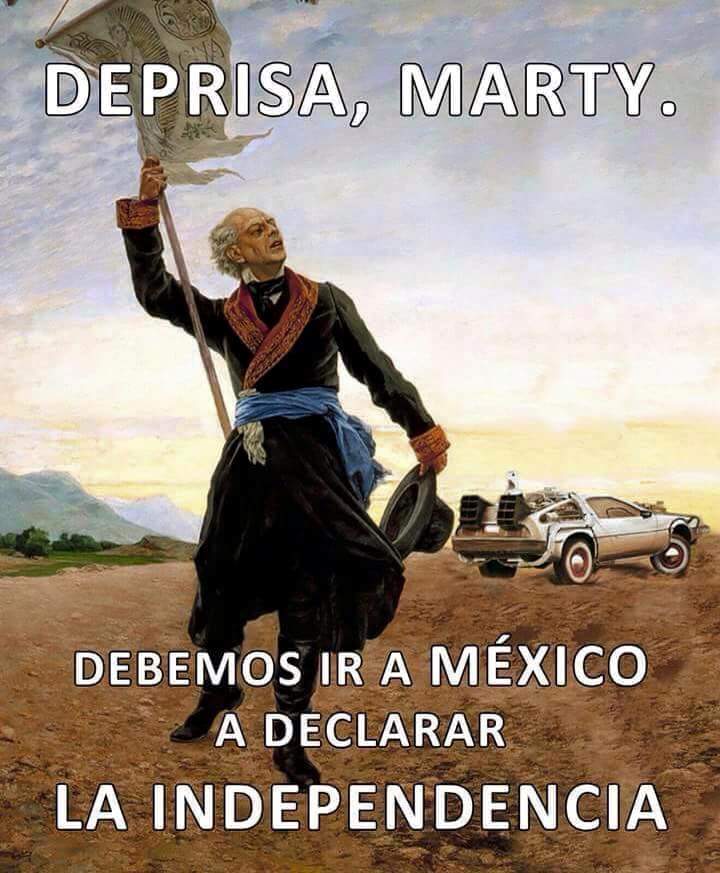 DEPRISA, MARTY.
DEBEMOS IR A MÉXICO
A DECLARAR
LA INDEPENDENCIA